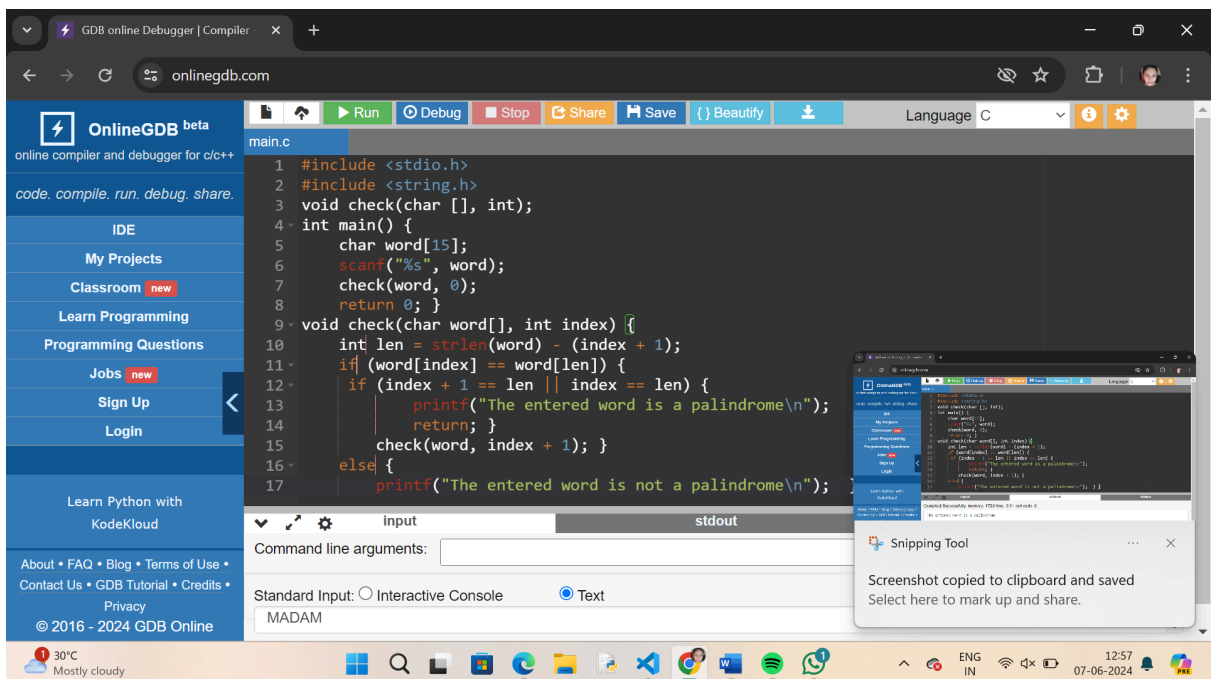 GDB online Debugger | Compiler -
onlinegdb.com
OnlineGDB beta
online compiler and debugger for c/c++
code. compile. run. debug. share.
IDE
My Projects
Classroom new
Learn Programming
Programming Questions
Jobs new
Sign Up
Login
Learn Python with
KodeKloud
About • FAQ • Blog • Terms of Use •
Contact Us • GDB Tutorial • Credits •
Privacy
© 2016 - 2024 GDB Online
Run Debug Stop Share Save { } Beautify Language C
main.c
1 #include <stdio.h>
2 #include <string.h>
3 void check(char [], int);
4 int main() {
5 char word[15];
6 scanf("%s", word);
7 check(word, 0);
8 return 0; }
9 void check(char word[], int index) {
10 int len = strlen(word) - (index + 1);
11 if (word[index] == word[len]) {
12 if (index + 1 == len || index == len) {
13 printf("The entered word is a palindrome\n");
14 return; }
15 check(word, index + 1); }
16 else {
17 printf("The entered word is not a palindrome\n"); }
input stdout
Command line arguments:
Standard Input: Interactive Console Text
MADAM
Snipping Tool
Screenshot copied to clipboard and saved
Select here to mark up and share.
1 30°C
Mostly cloudy
1
ENG
IN
12:57
07-06-2024
PRE